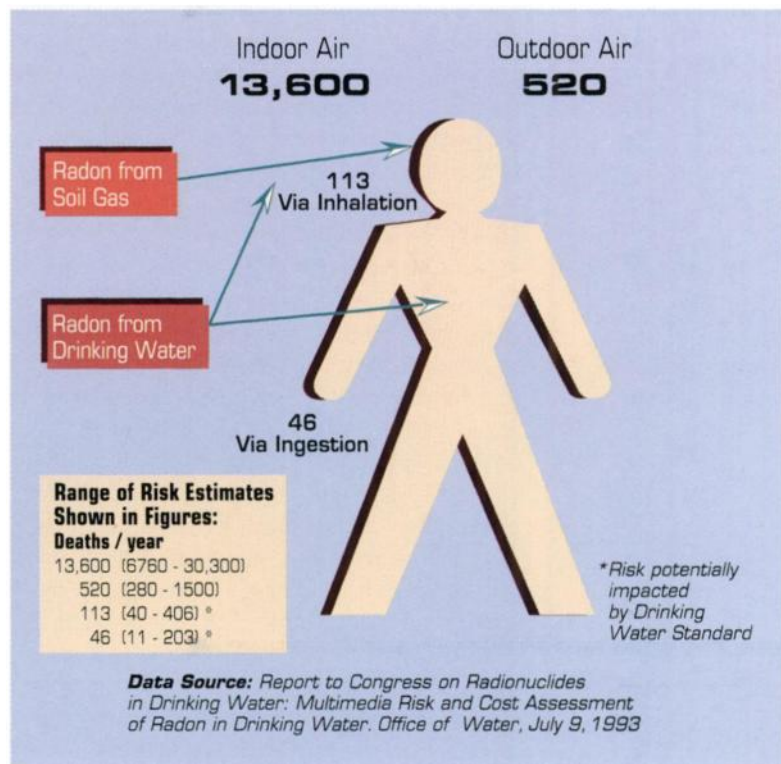 Indoor Air
13,600
Outdoor Air
520
Radon from
Soil Gas
113
Via Inhalation
Radon from
Drinking Water
46
Via Ingestion
Range of Risk Estimates
Shown in Figures:
Deaths / year
13,600 (6760 - 30,300)
520 (280 - 1500)
113 (40 - 406) *
46 (11 - 203) *
*Risk potentially
impacted
by Drinking
Water Standard
Data Source: Report to Congress on Radionuclides
in Drinking Water: Multimedia Risk and Cost Assessment
of Radon in Drinking Water. Office of Water, July 9, 1993